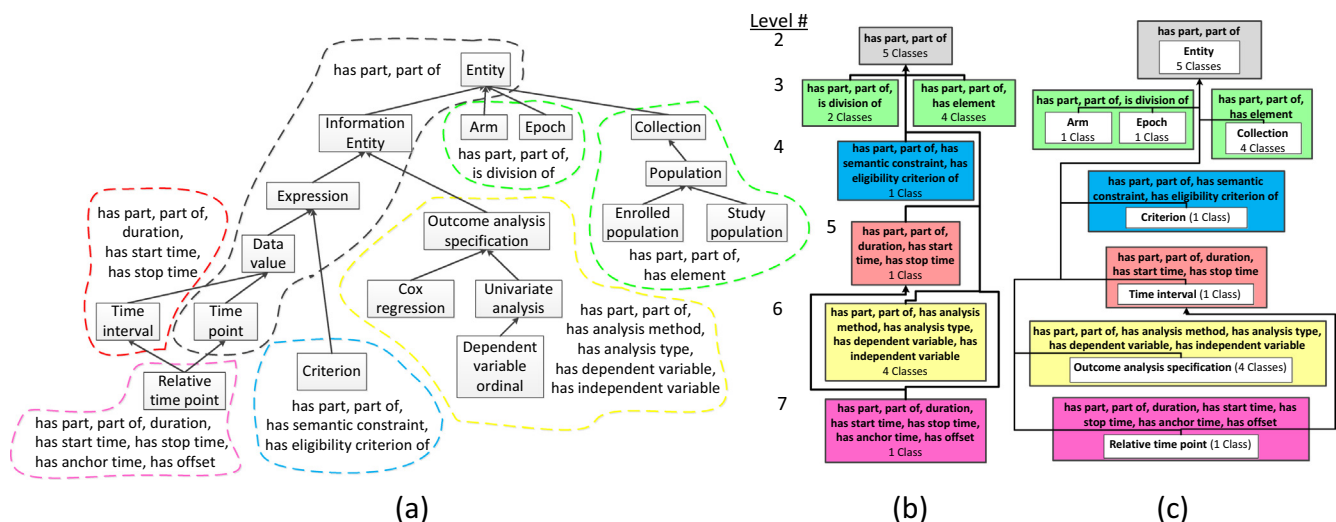 has part, part of
Entity
Information
Entity
Arm
Epoch
has part, part of,
is division of
Collection
Population
Enrolled
population
Study
population
has part, part of,
has element
Expression
has part, part of,
duration,
has start time,
has stop time
Data
value
Time
interval
Time
point
Relative
time point
has part, part of, duration,
has start time, has stop time,
has anchor time, has offset
Criterion
has part, part of,
has semantic constraint,
has eligibility criterion of
Outcome analysis
specification
Cox
regression
Univariate
analysis
Dependent
variable
ordinal
has part, part of,
has analysis method,
has analysis type,
has dependent variable,
has independent variable
(a)
Level #
2
3
4
5
6
7
has part, part of
5 Classes
has part, part of,
is division of
2 Classes
has part, part of,
has element
4 Classes
has part, part of, has
semantic constraint, has
eligibility criterion of
1 Class
has part, part of,
duration, has start
time, has stop time
1 Class
has part, part of, has analysis
method, has analysis type,
has dependent variable, has
independent variable
4 Classes
has part, part of, duration,
has start time, has stop time,
has anchor time, has offset
1 Class
(b)
has part, part of
Entity
5 Classes
has part, part of, is division of
Arm
1 Class
Epoch
1 Class
has part, part of,
has element
Collection
4 Classes
has part, part of, has semantic
constraint, has eligibility criterion of
Criterion (1 Class)
has part, part of, duration,
has start time, has stop time
Time interval (1 Class)
has part, part of, has analysis method, has analysis type,
has dependent variable, has independent variable
Outcome analysis specification (4 Classes)
has part, part of, duration, has start time, has
stop time, has anchor time, has offset
Relative time point (1 Class)
(c)